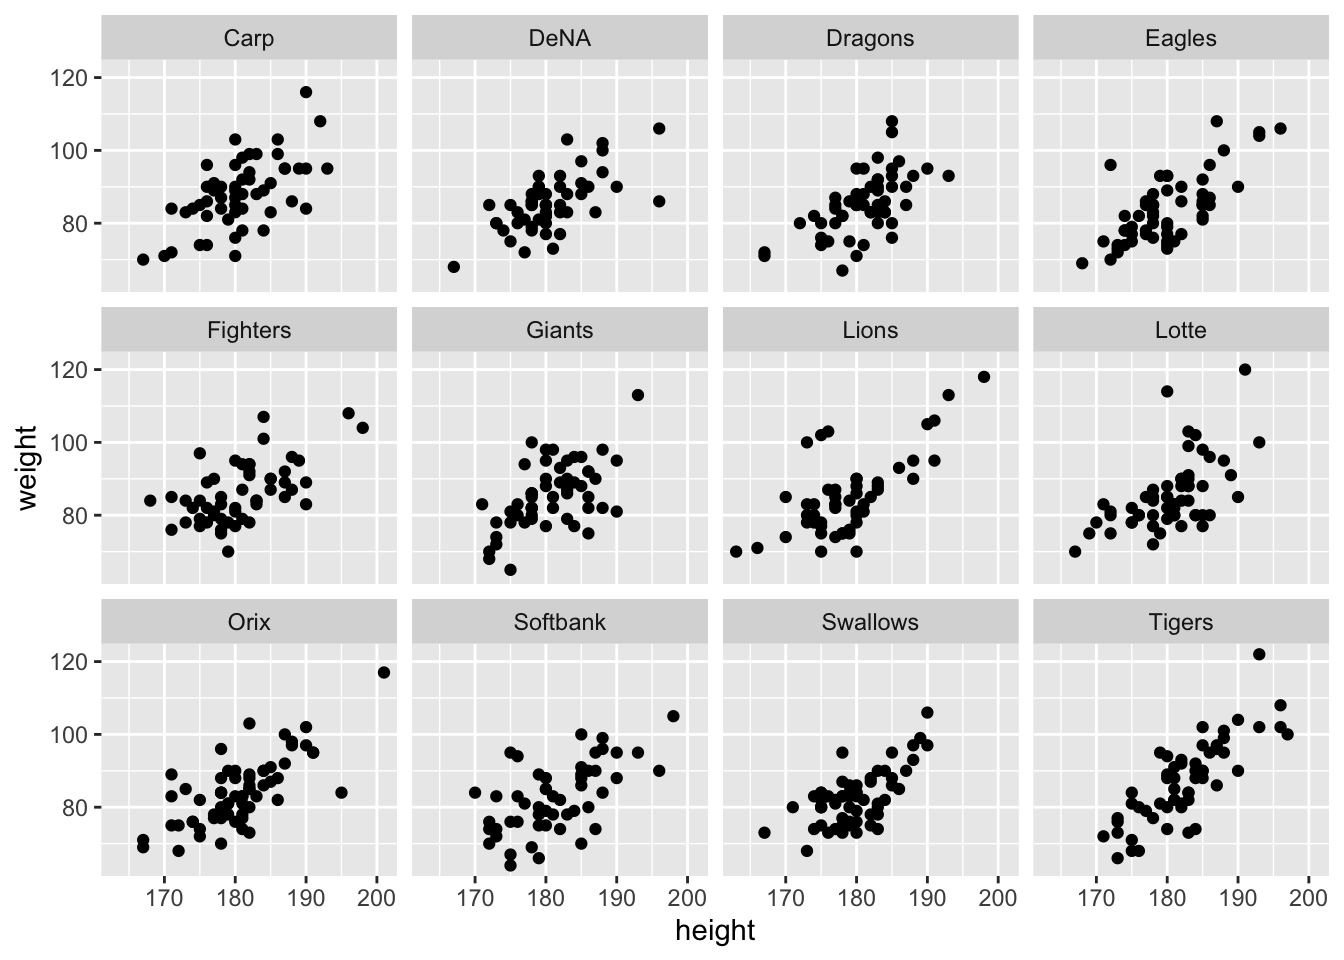 Carp DeNA Dragons Eagles
120
100
80
Fighters Giants Lions Lotte
120
100
80
weight
Orix Softbank Swallows Tigers
120
100
80
170 180 190 200 170 180 190 200 170 180 190 200 170 180 190 200
height